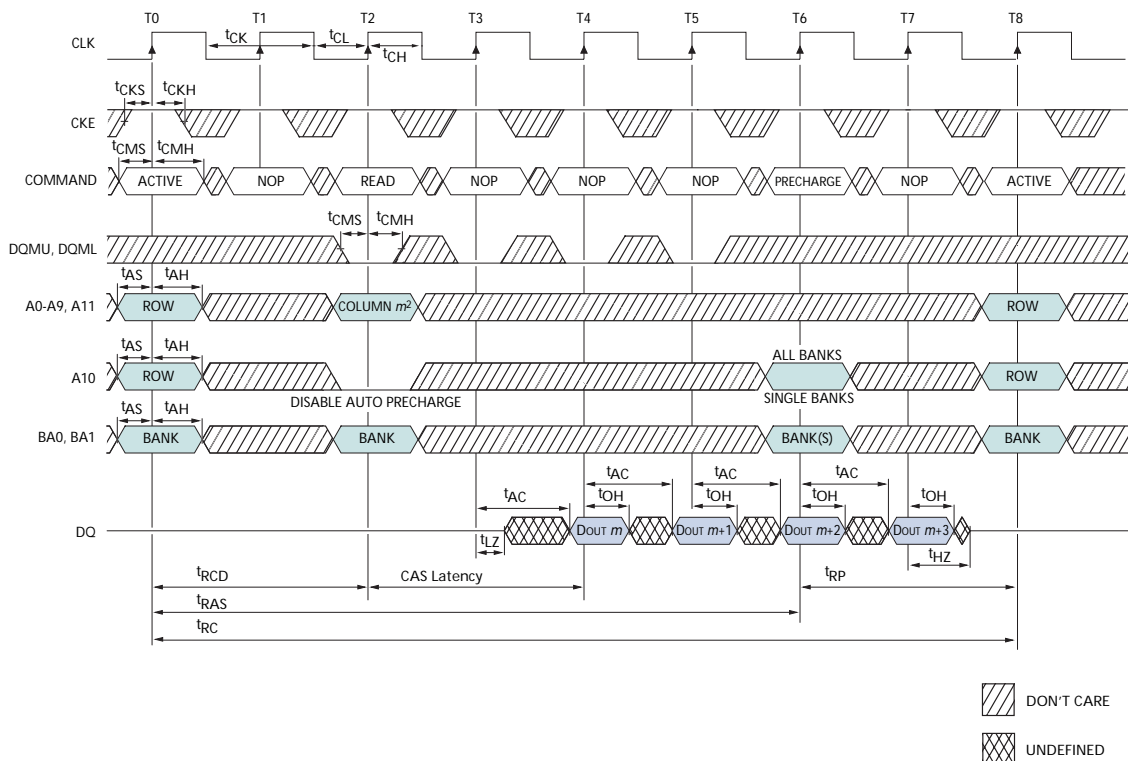 T0 T1 T2 T3 T4 T5 T6 T7 T8
CLK
tCK tCL tCH
tCKS tCKH
CKE
tCMS tCMH
COMMAND ACTIVE NOP READ NOP NOP NOP PRECHARGE NOP ACTIVE
tCMS tCMH
DQMU, DQML
tAS tAH
A0-A9, A11 ROW COLUMN m2 ROW
tAS tAH
ALL BANKS
A10 ROW ROW
DISABLE AUTO PRECHARGE SINGLE BANKS
tAS tAH
BA0, BA1 BANK BANK BANK(S) BANK
tAC tAC tAC tAC
tOH tOH tOH tOH
DQ DOUT m DOUT m+1 DOUT m+2 DOUT m+3
tLZ tHZ
tRCD CAS Latency tRP
tRAS
tRC
DON'T CARE
UNDEFINED